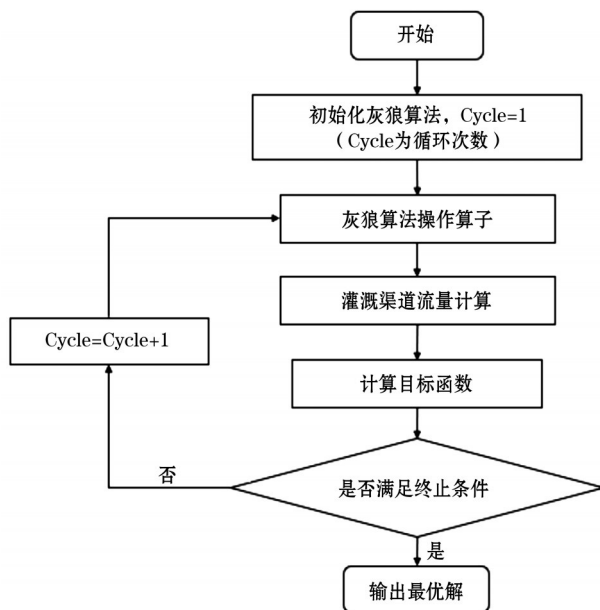 开始
初始化灰狼算法，Cycle=1
（Cycle为循环次数）
灰狼算法操作算子
灌溉渠道流量计算
Cycle=Cycle+1
计算目标函数
否
是否满足终止条件
是
输出最优解